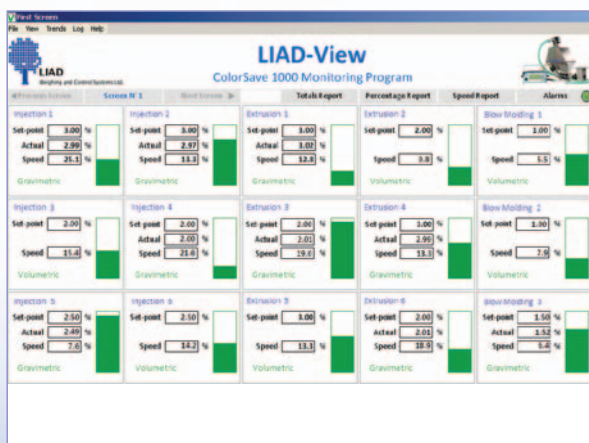 First Screen
File View Trends Log Help
LIAD
Weighing and Control Systems Ltd.
LIAD-View
ColorSave 1000 Monitoring Program
Previous Screen Screen N°1 Next Screen Totals Report Percentage Report Speed Report Alarms
Injection 1 Injection 2 Extrusion 1 Extrusion 2 Blow Molding 1
Set-point 3.00 % Set-point 3.00 % Set-point 3.00 % Set-point 2.00 % Set-point 1.00 %
Actual 2.99 % Actual 2.97 % Actual 3.02 %
Speed 25.1 % Speed 13.3 % Speed 12.8 % Speed % Speed 5.5 %
Gravimetric Gravimetric Gravimetric Volumetric Volumetric
Injection 3 Injection 4 Extrusion 3 Extrusion 4 Blow Molding 2
Set-point 2.00 % Set-point 2.00 % Set-point 2.00 % Set-point 3.00 % Set-point 1.00 %
Actual 2.00 % Actual 2.01 % Actual 2.99 %
Speed 15.4 % Speed 21.6 % Speed 19.8 % Speed 13.3 % Speed 7.9 %
Volumetric Gravimetric Gravimetric Gravimetric Volumetric
Injection 5 Injection 6 Extrusion 5 Extrusion 6 Blow Molding 3
Set-point 2.50 % Set-point 2.50 % Set-point 3.00 % Set-point 2.00 % Set-point 1.50 %
Actual 2.49 % Actual 2.01 % Actual 1.52 %
Speed 7.6 % Speed 14.2 % Speed 13.3 % Speed 18.9 % Speed %
Gravimetric Volumetric Volumetric Gravimetric Gravimetric